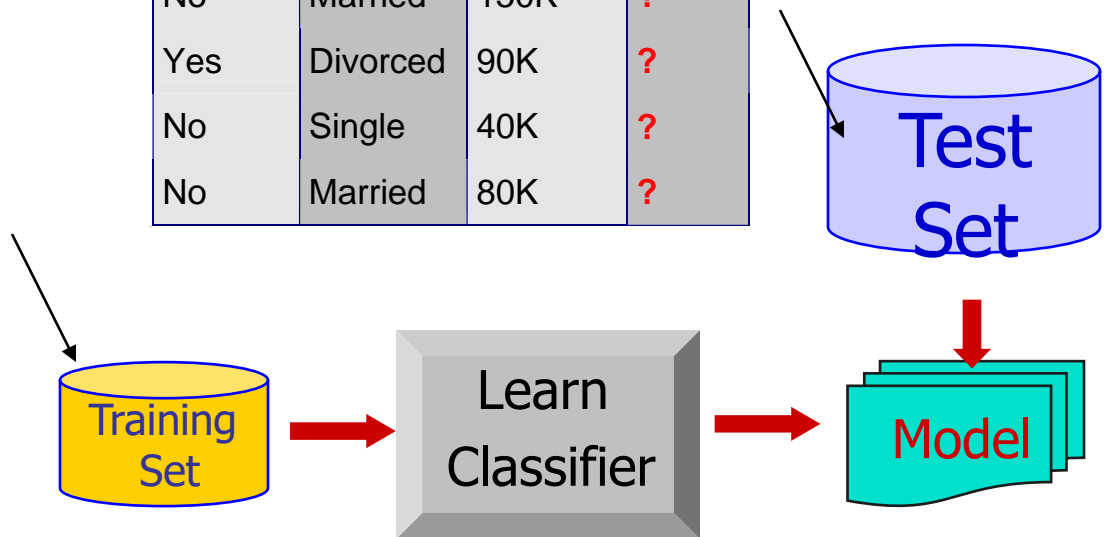 Yes Divorced 90K ?
No Single 40K ?
No Married 80K ?
Test
Set
Training
Set
Learn
Classifier
Model